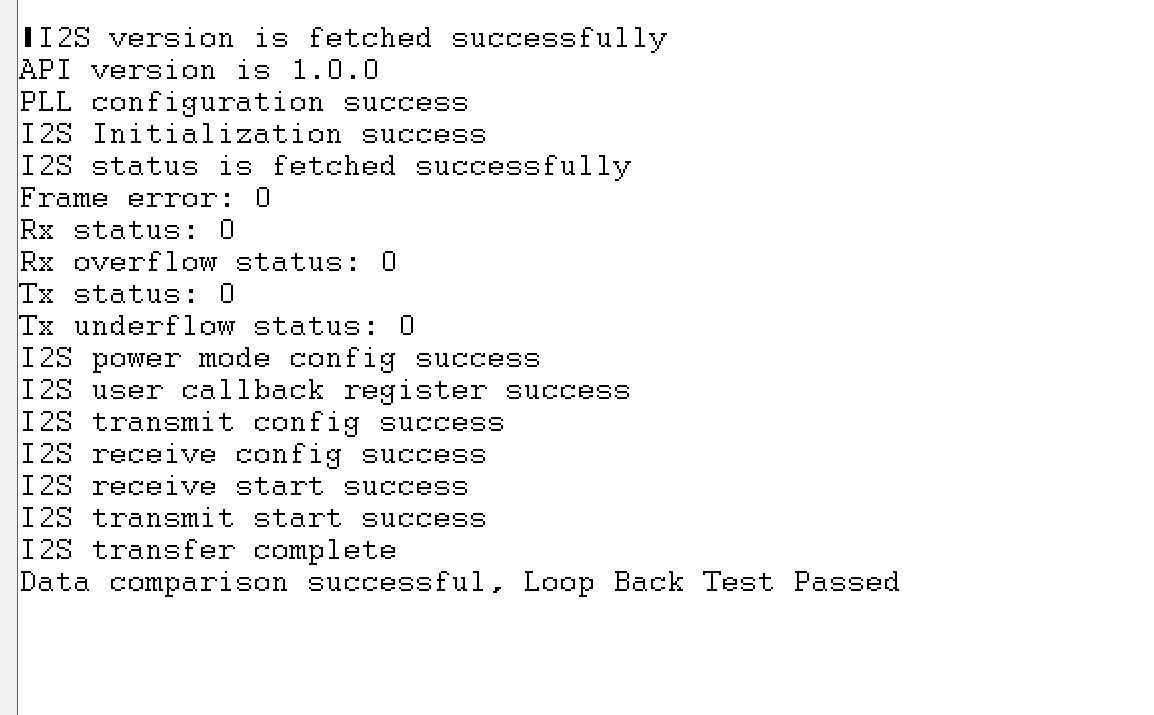 I2S version is fetched successfully
API version is 1.0.0
PLL configuration success
I2S Initialization success
I2S status is fetched successfully
Frame error: 0
Rx status: 0
Rx overflow status: 0
Tx status: 0
Tx underflow status: 0
I2S power mode config success
I2S user callback register success
I2S transmit config success
I2S receive config success
I2S receive start success
I2S transmit start success
I2S transfer complete
Data comparison successful, Loop Back Test Passed